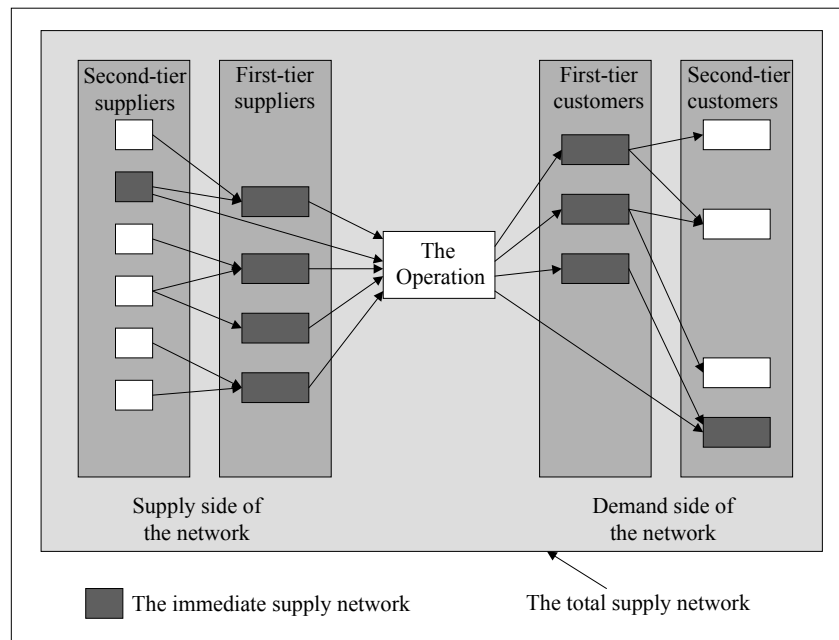 Second-tier
suppliers
First-tier
suppliers
First-tier
customers
Second-tier
customers
The
Operation
Supply side of
the network
Demand side of
the network
The immediate supply network
The total supply network